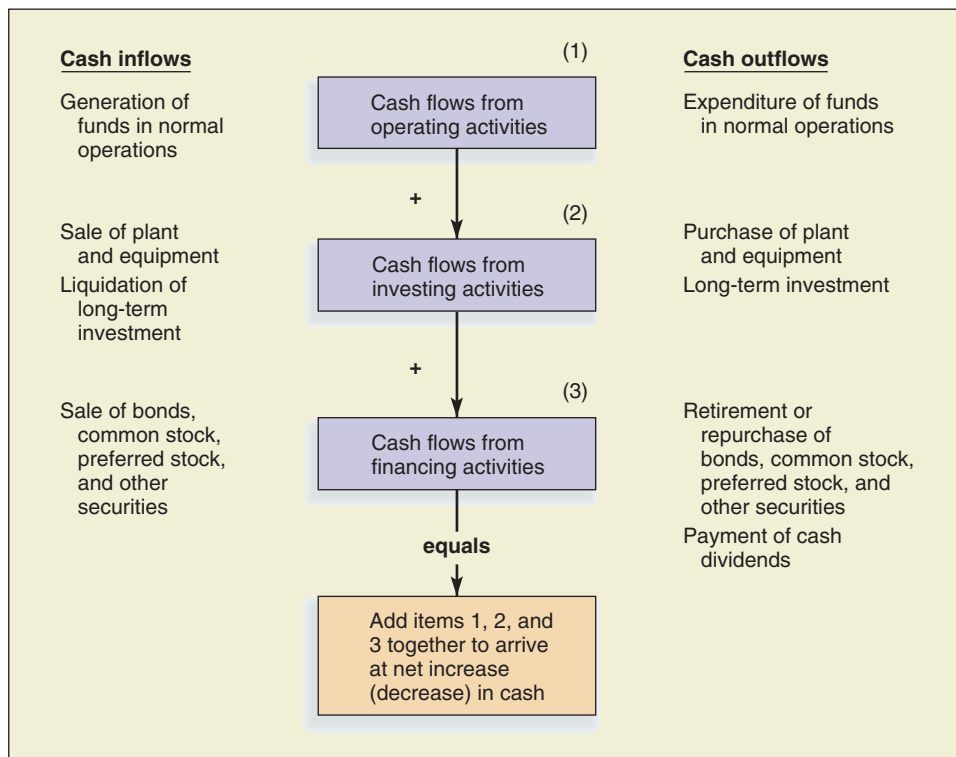 Cash inflows
(1)
Cash outflows
Generation of
funds in normal
operations
Cash flows from
operating activities
Expenditure of funds
in normal operations
+
(2)
Sale of plant
and equipment
Liquidation of
long-term
investment
Cash flows from
investing activities
Purchase of plant
and equipment
Long-term investment
+
(3)
Sale of bonds,
common stock,
preferred stock,
and other
securities
Cash flows from
financing activities
Retirement or
repurchase of
bonds, common stock,
preferred stock, and
other securities
Payment of cash
dividends
equals
Add items 1, 2, and
3 together to arrive
at net increase
(decrease) in cash